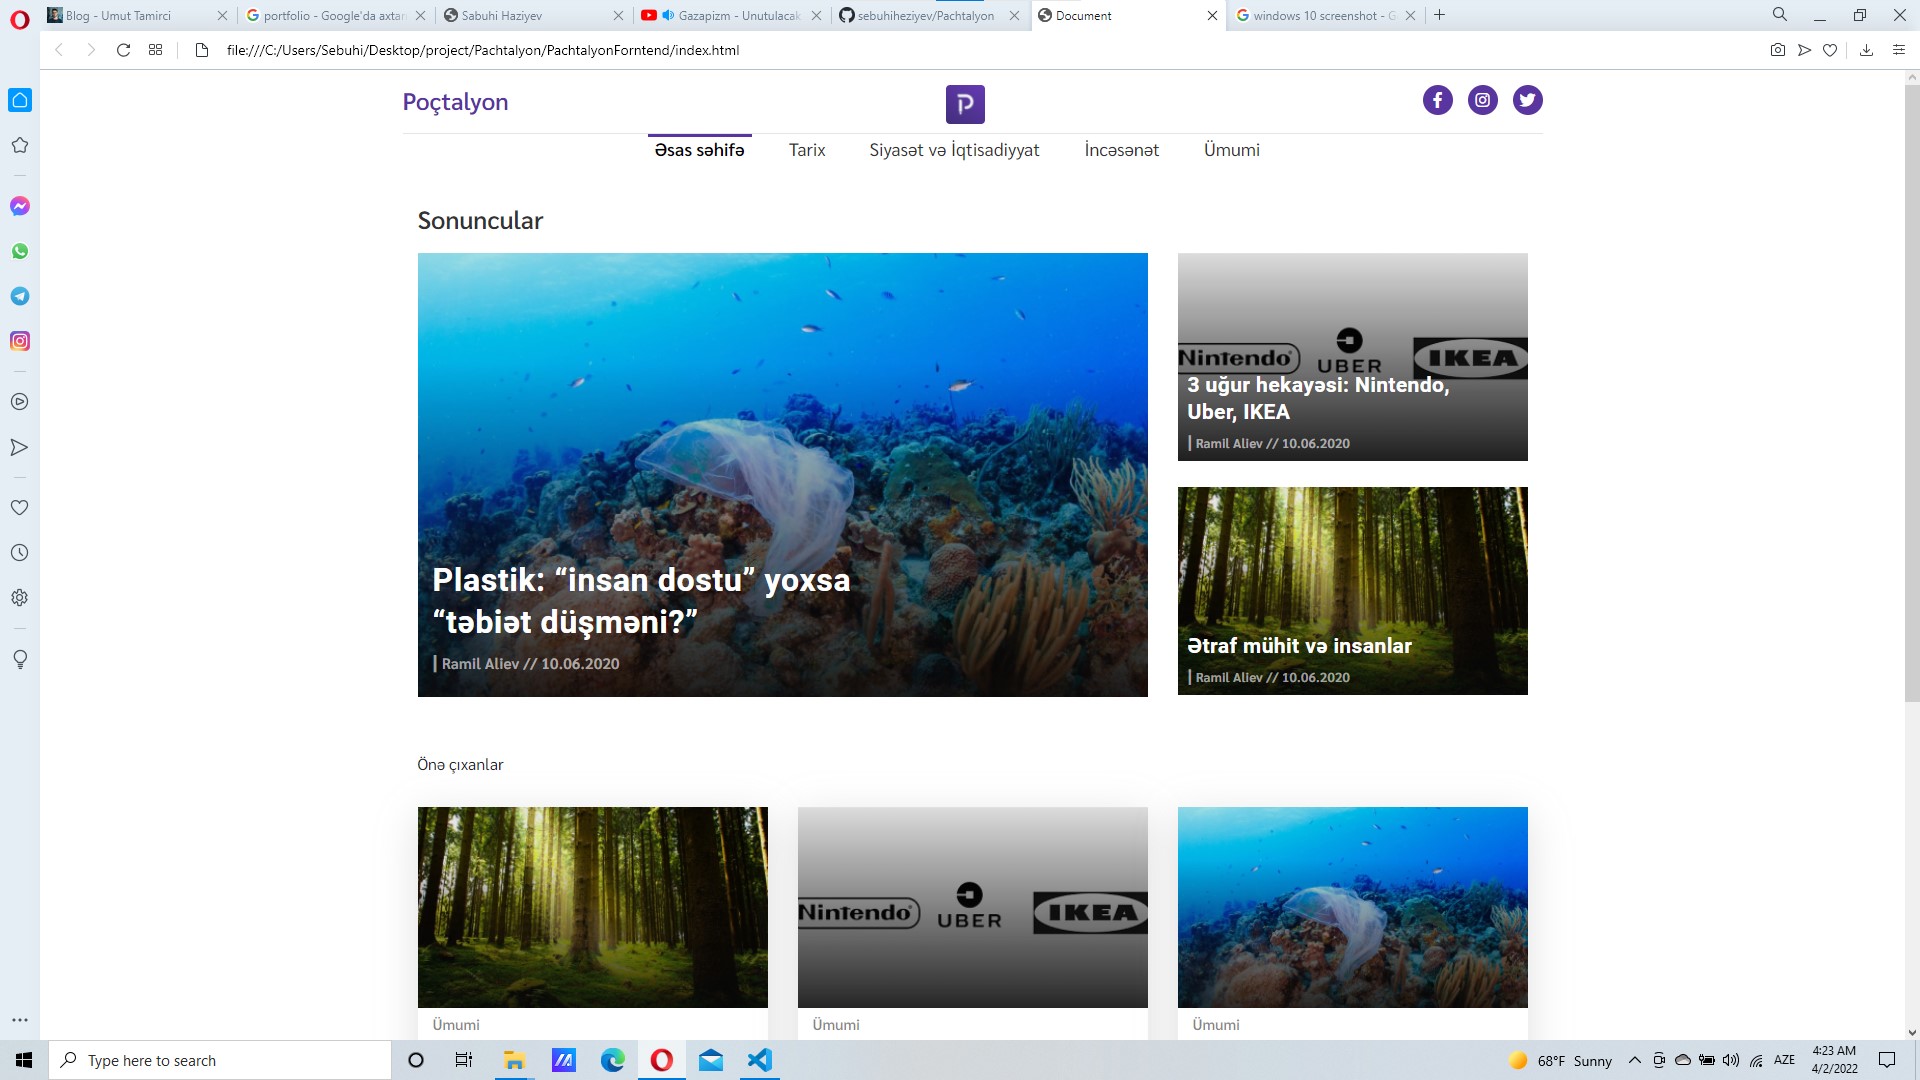 Blog - Umut Tamirci
portfolio - Google'da axtar
Sabuhi Haziyev
Gazapizm - Unutulacak
sebuhiheziyev/Pachtalyon
Document
windows 10 screenshot - G
file:///C:/Users/Sebuhi/Desktop/project/Pachtalyon/PachtalyonForntend/index.html
Poçtalyon
P
Əsas səhifə
Tarix
Siyasət və İqtisadiyyat
İncəsənət
Ümumi
Sonuncular
Plastik: “insan dostu” yoxsa
“təbiət düşməni?”
| Ramil Aliev // 10.06.2020
Nintendo
UBER
IKEA
3 uğur hekayəsi: Nintendo,
Uber, IKEA
| Ramil Aliev // 10.06.2020
Ətraf mühit və insanlar
| Ramil Aliev // 10.06.2020
Önə çıxanlar
Nintendo
UBER
IKEA
Ümumi
Ümumi
Ümumi
Type here to search
68°F Sunny
AZE
4:23 AM
4/2/2022